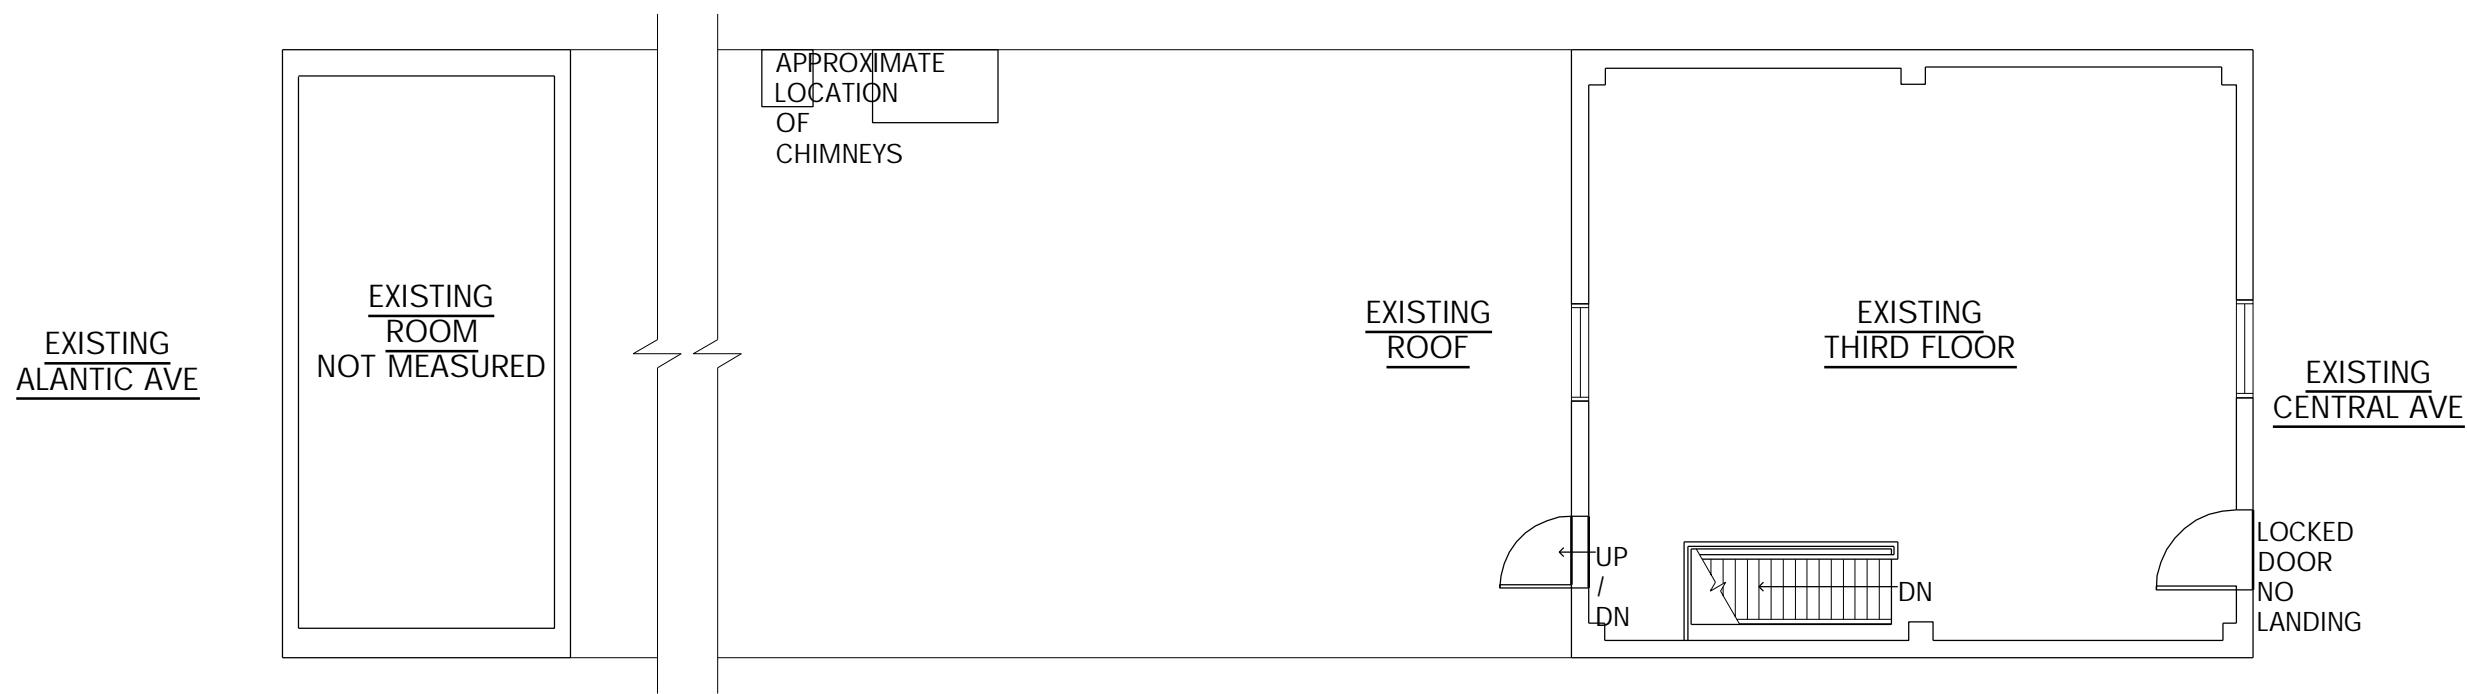 EXISTING
ALANTIC AVE
EXISTING
ROOM
NOT MEASURED
APPROXIMATE
LOCATION
OF
CHIMNEYS
EXISTING
ROOF
EXISTING
THIRD FLOOR
EXISTING
CENTRAL AVE
UP
/
DN
DN
LOCKED
DOOR
NO
LANDING